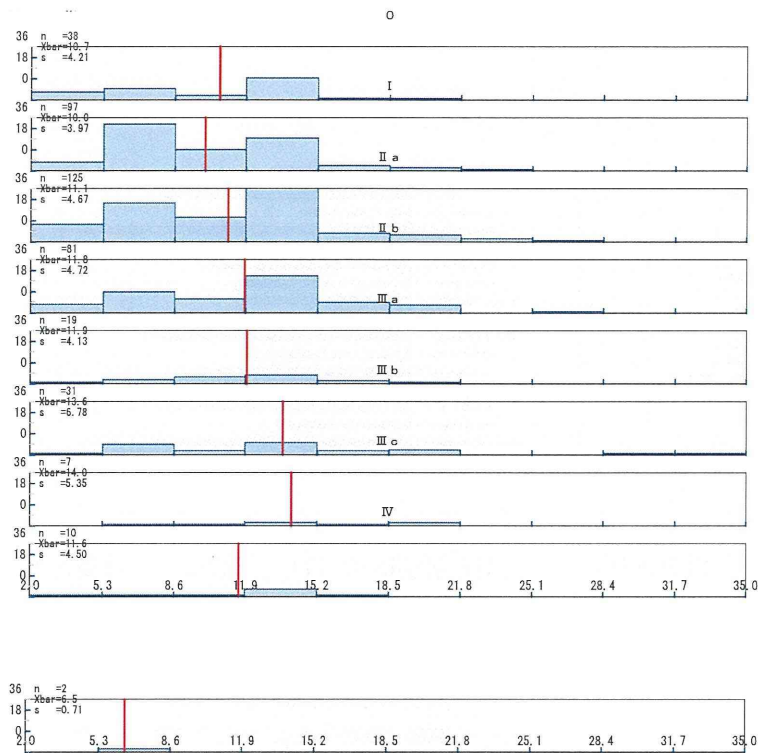 0
36 n =38
Xbar=10.7
18 s =4.21
0
I
36 n =97
Xbar=10.0
18 s =3.97
0
II a
36 n =125
Xbar=11.1
18 s =4.67
0
II b
36 n =81
Xbar=11.8
18 s =4.72
0
III a
36 n =19
Xbar=11.9
18 s =4.13
0
III b
36 n =31
Xbar=13.6
18 s =6.78
0
III c
36 n =7
Xbar=14.0
18 s =5.35
0
IV
36 n =10
Xbar=11.6
18 s =4.50
0
2.0 5.3 8.6 11.9 15.2 18.5 21.8 25.1 28.4 31.7 35.0
36 n =2
Xbar=6.5
18 s =0.71
0
2.0 5.3 8.6 11.9 15.2 18.5 21.8 25.1 28.4 31.7 35.0